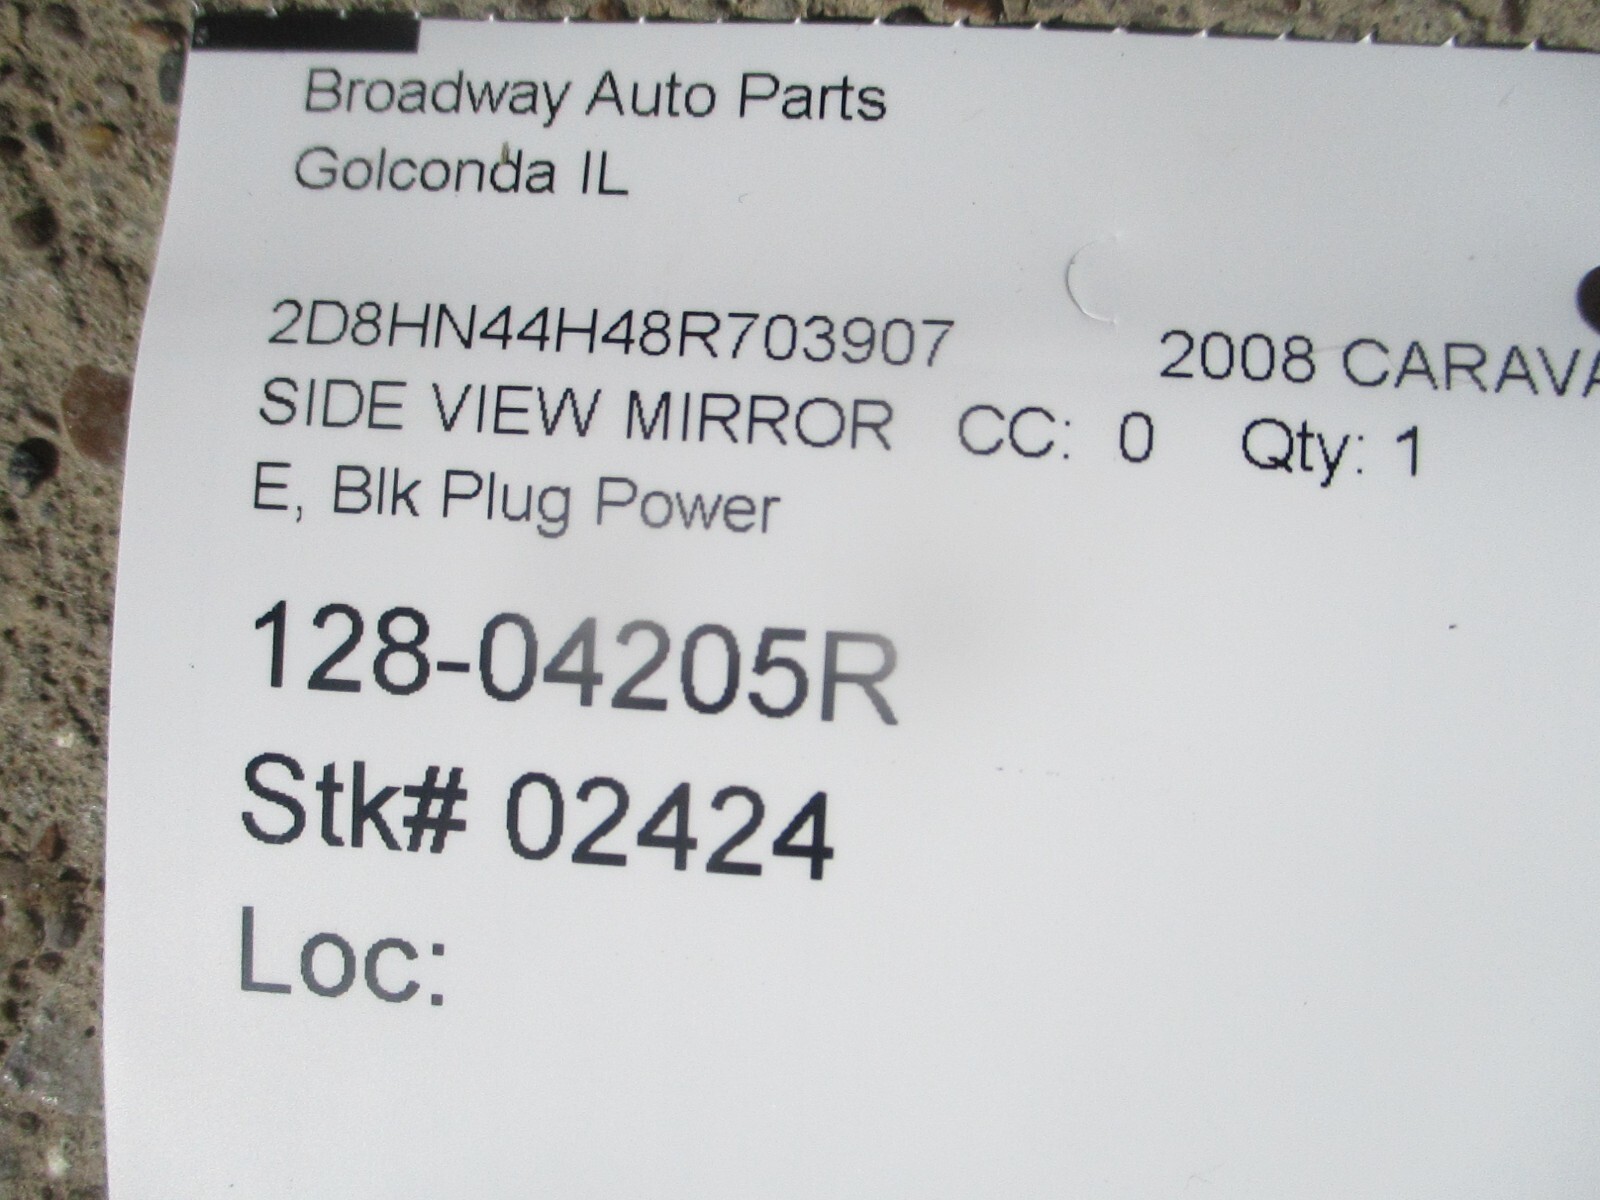 Broadway Auto Parts
Golconda IL
2D8HN44H48R703907 2008 CARAVA
SIDE VIEW MIRROR CC: 0 Qty: 1
E, Blk Plug Power
128-04205R
Stk# 02424
Loc: